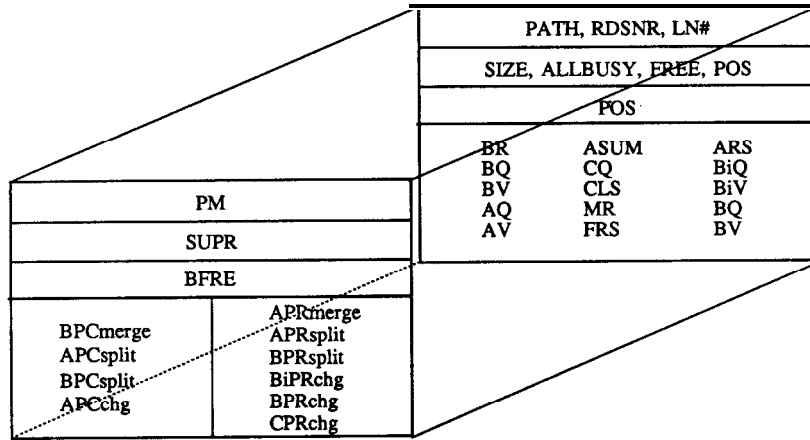 PATH, RDSNR, LN#
SIZE, ALLBUSY, FREE, POS
POS
BR ASUM ARS
BQ CQ BiQ
BV CLS BiV
AQ MR BQ
AV FRS BV
PM
SUPR
BFRE
BPCmerge
APCsplit
BPCsplit
APCchg
APRmerge
APRsplit
BPRsplit
BiPRchg
BPRchg
CPRchg